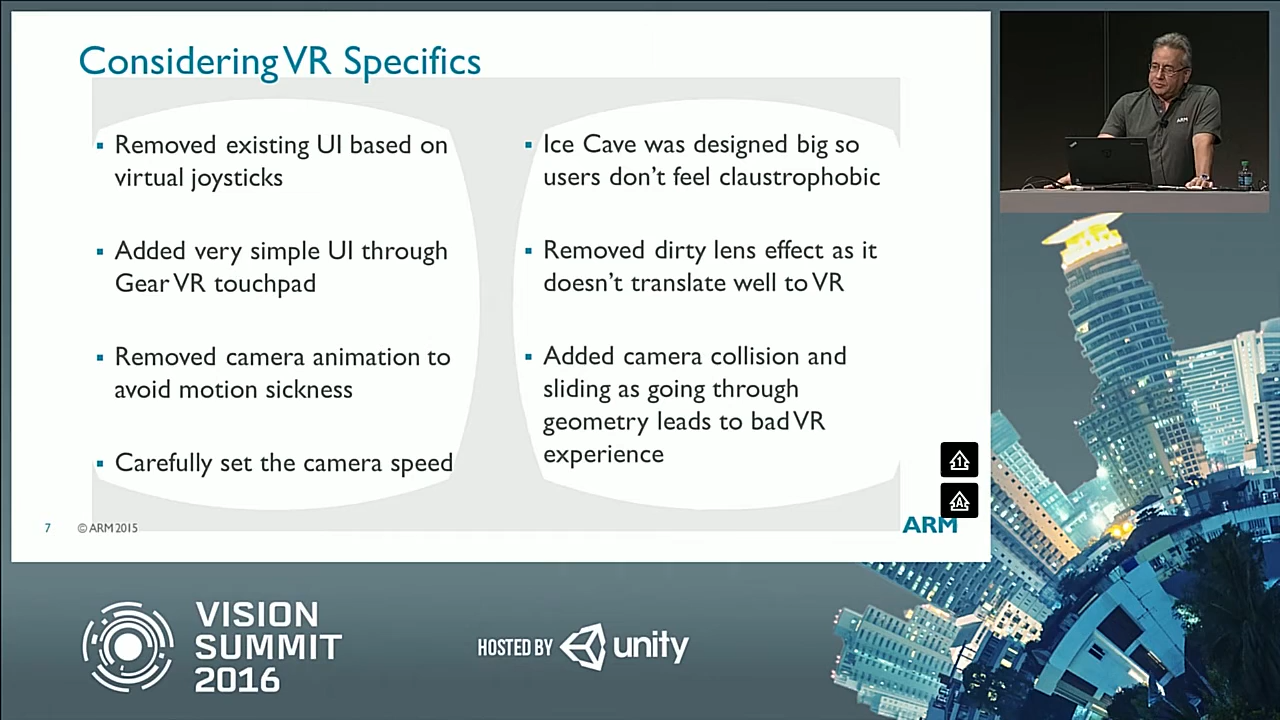 Considering VR Specifics
Removed existing UI based on
virtual joysticks
Added very simple UI through
Gear VR touchpad
Removed camera animation to
avoid motion sickness
Carefully set the camera speed
Ice Cave was designed big so
users don't feel claustrophobic
Removed dirty lens effect as it
doesn't translate well to VR
Added camera collision and
sliding as going through
geometry leads to bad VR
experience
7
© ARM 2015
ARM
1
A
ARM
VISION
SUMMIT
2016
HOSTED BY unity